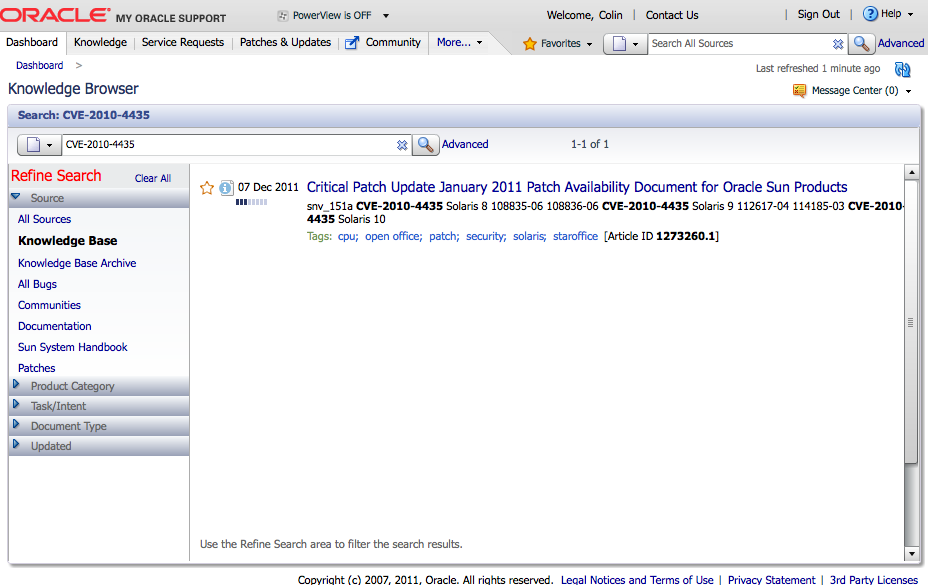 ORACLE® MY ORACLE SUPPORT PowerView is OFF Welcome, Colin | Contact Us | Sign Out | Help
Dashboard Knowledge Service Requests Patches & Updates Community More... Favorites Search All Sources Advanced
Dashboard >
Last refreshed 1 minute ago
Knowledge Browser
Message Center (0)
Search: CVE-2010-4435
CVE-2010-4435 Advanced 1-1 of 1
Refine Search Clear All
Source
All Sources
Knowledge Base
Knowledge Base Archive
All Bugs
Communities
Documentation
Sun System Handbook
Patches
Product Category
Task/Intent
Document Type
Updated
07 Dec 2011 Critical Patch Update January 2011 Patch Availability Document for Oracle Sun Products
snv_151a CVE-2010-4435 Solaris 8 108835-06 108836-06 CVE-2010-4435 Solaris 9 112617-04 114185-03 CVE-2010-
4435 Solaris 10
Tags: cpu; open office; patch; security; solaris; staroffice [Article ID 1273260.1]
Use the Refine Search area to filter the search results.
Copyright (c) 2007, 2011, Oracle. All rights reserved. Legal Notices and Terms of Use | Privacy Statement | 3rd Party Licenses